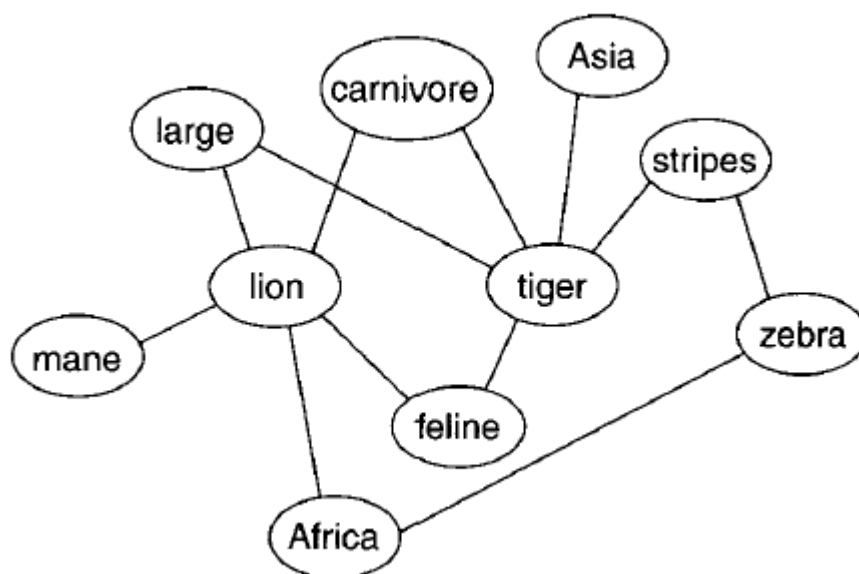 Asia
carnivore
large
stripes
lion
tiger
zebra
mane
feline
Africa